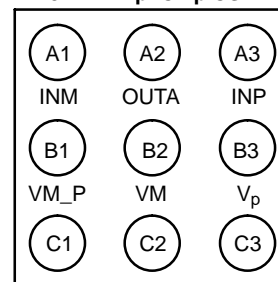 A1 A2 A3
INM OUTA INP
B1 B2 B3
VM_P VM Vp
C1 C2 C3